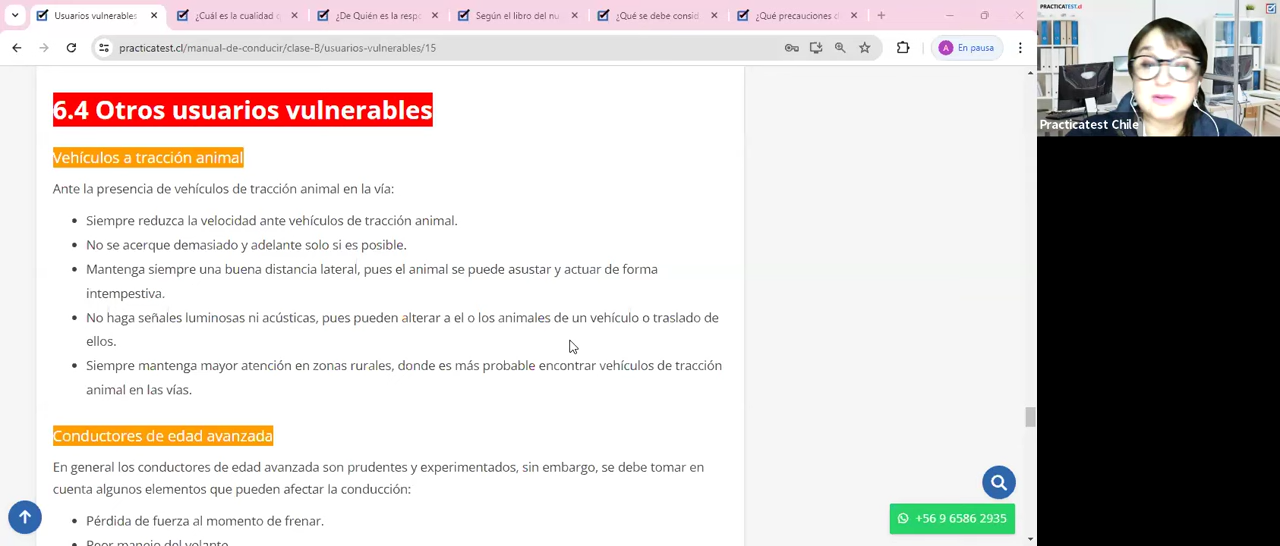 Usuarios vulnerables
¿Cuál es la cualidad q
¿De Quién es la resp
Según el libro del nu
¿Qué se debe consid
¿Qué precauciones d
practicatest.cl/manual-de-conducir/clase-B/usuarios-vulnerables/15
A En pausa
PRACTICATEST.cl
Practicatest Chile
6.4 Otros usuarios vulnerables
Vehículos a tracción animal
Ante la presencia de vehículos de tracción animal en la vía:
Siempre reduzca la velocidad ante vehículos de tracción animal.
No se acerque demasiado y adelante solo si es posible.
Mantenga siempre una buena distancia lateral, pues el animal se puede asustar y actuar de forma
intempestiva.
No haga señales luminosas ni acústicas, pues pueden alterar a el o los animales de un vehículo o traslado de
ellos.
Siempre mantenga mayor atención en zonas rurales, donde es más probable encontrar vehículos de tracción
animal en las vías.
Conductores de edad avanzada
En general los conductores de edad avanzada son prudentes y experimentados, sin embargo, se debe tomar en
cuenta algunos elementos que pueden afectar la conducción:
Pérdida de fuerza al momento de frenar.
Peor manejo del volante.
+56 9 6586 2935